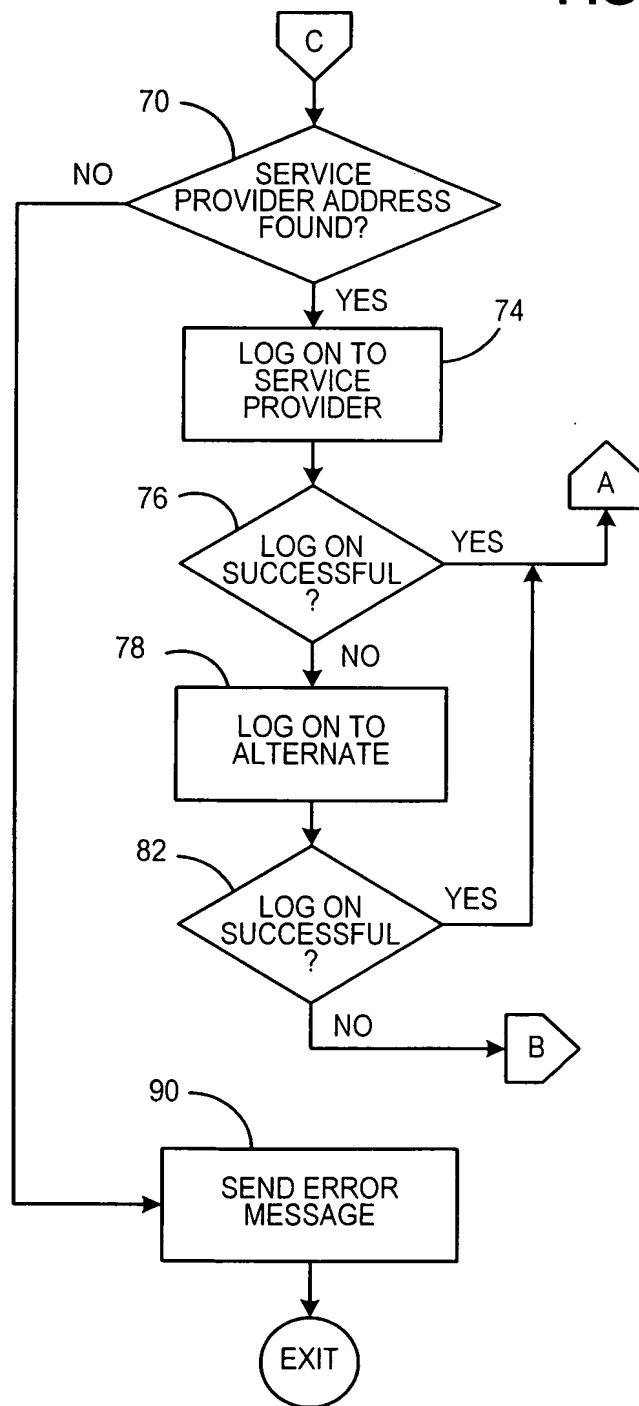 C
70
NO
SERVICE
PROVIDER ADDRESS
FOUND?
YES
74
LOG ON TO
SERVICE
PROVIDER
A
76
LOG ON
SUCCESSFUL
?
YES
NO
78
LOG ON TO
ALTERNATE
82
LOG ON
SUCCESSFUL
?
YES
NO
B
90
SEND ERROR
MESSAGE
EXIT